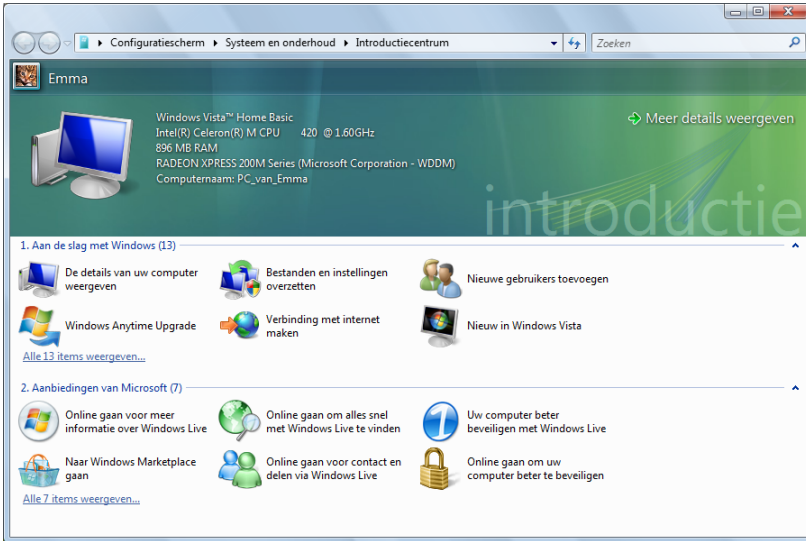 Configuratiescherm ▸ Systeem en onderhoud ▸ Introductiecentrum
Zoeken
Emma
Windows Vista™ Home Basic
Intel(R) Celeron(R) M CPU 420 @ 1.60GHz
896 MB RAM
RADEON XPRESS 200M Series (Microsoft Corporation - WDDM)
Computernaam: PC_van_Emma
Meer details weergeven
introductie
1. Aan de slag met Windows (13)
De details van uw computer
weergeven
Bestanden en instellingen
overzetten
Nieuwe gebruikers toevoegen
Windows Anytime Upgrade
Verbinding met internet
maken
Nieuw in Windows Vista
Alle 13 items weergeven...
2. Aanbiedingen van Microsoft (7)
Online gaan voor meer
informatie over Windows Live
Online gaan om alles snel
met Windows Live te vinden
Uw computer beter
beveiligen met Windows Live
Naar Windows Marketplace
gaan
Online gaan voor contact en
delen via Windows Live
Online gaan om uw
computer beter te beveiligen
Alle 7 items weergeven...